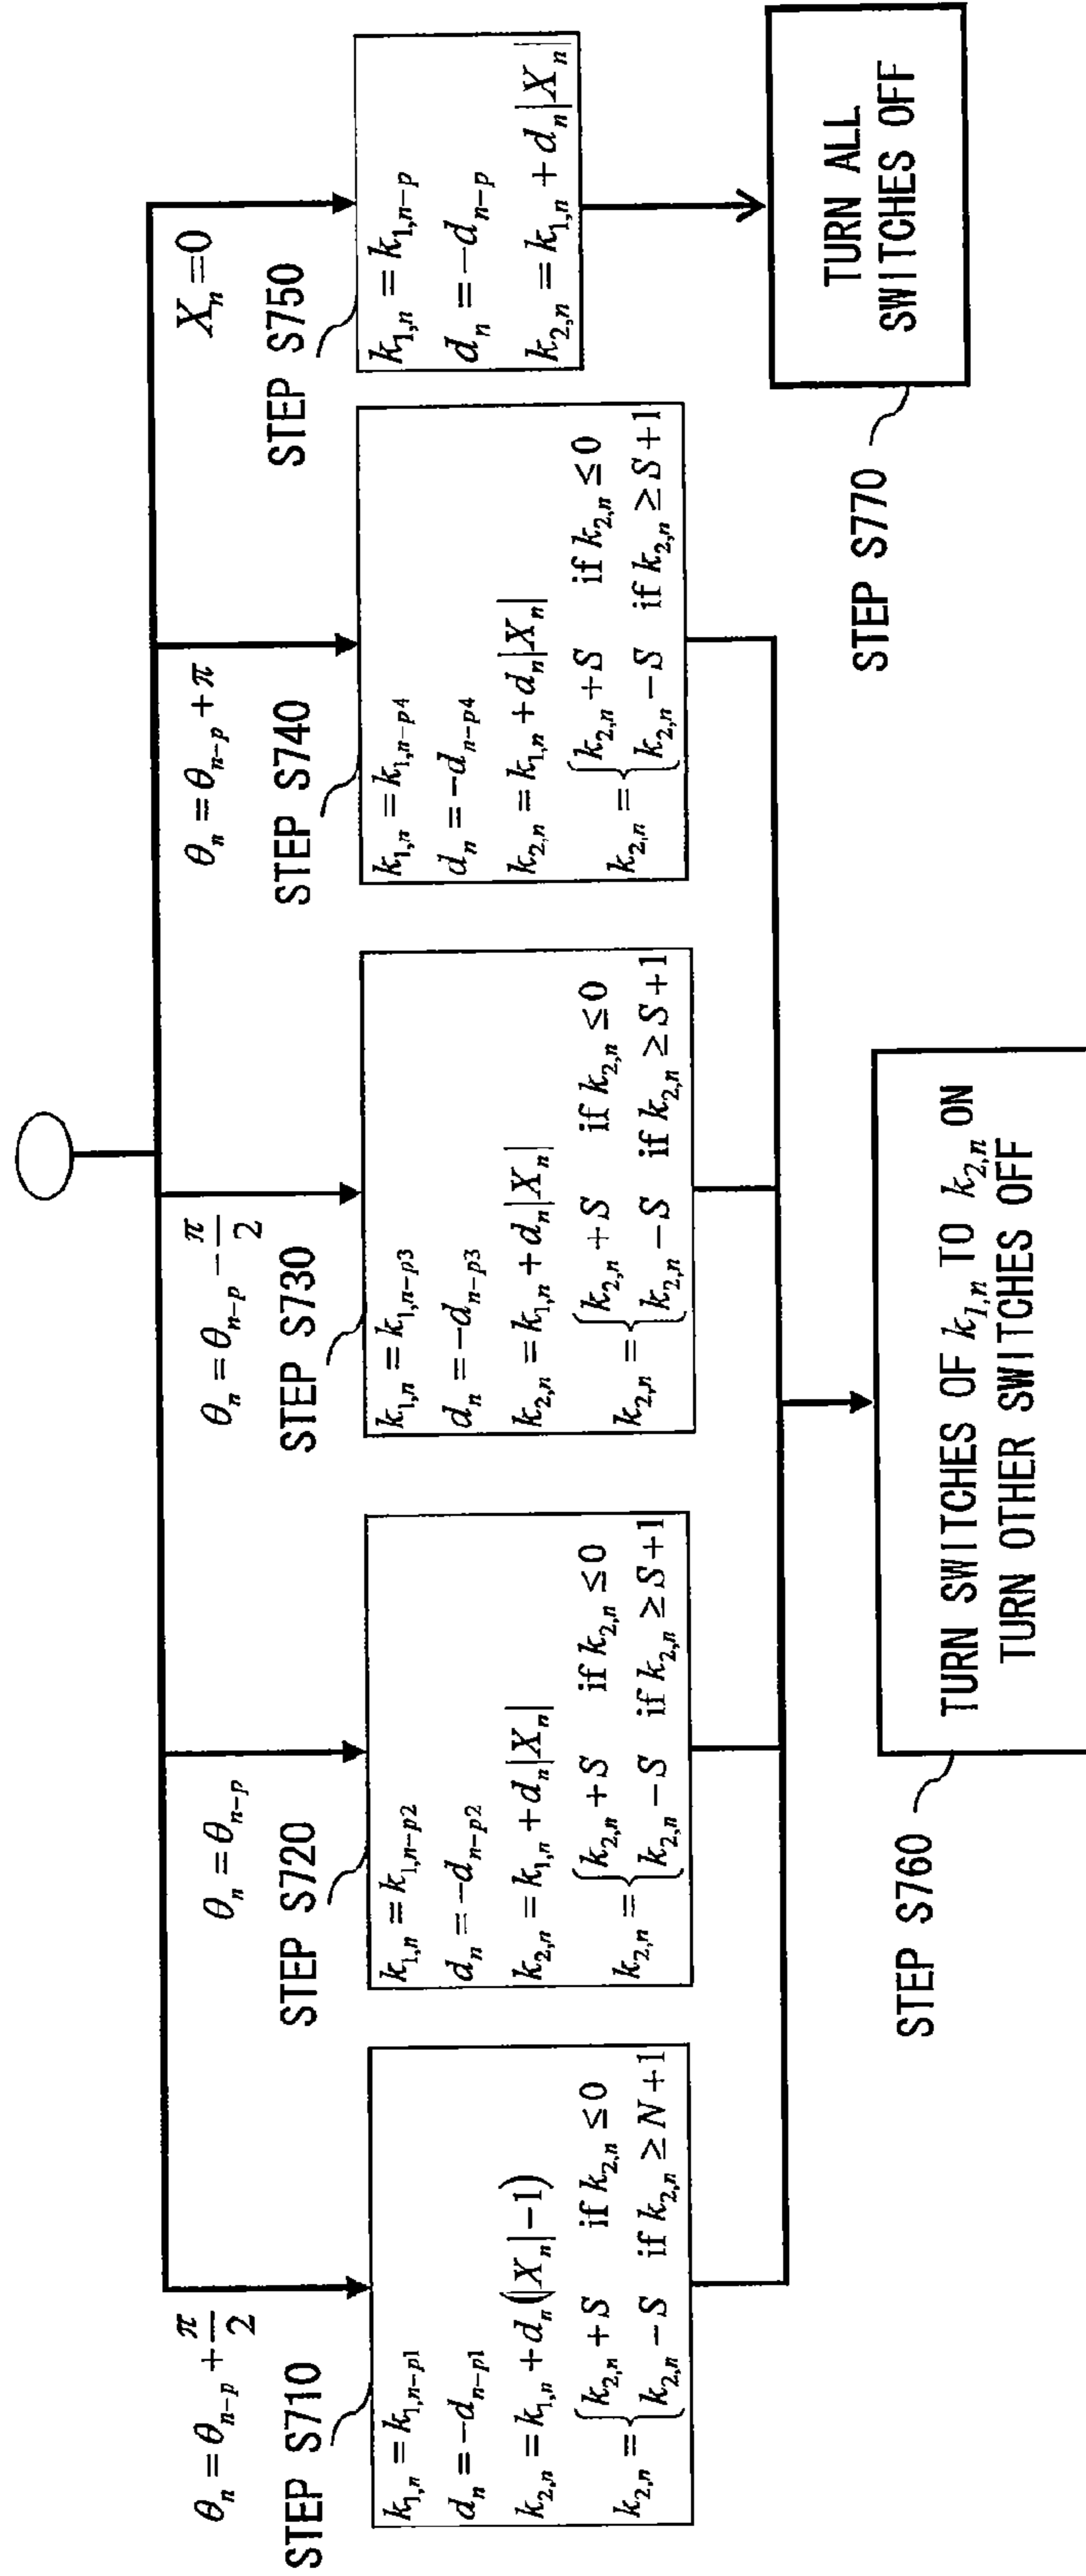 θₙ = θₙ₋ₚ + π/2
STEP S710
k₁,ₙ = k₁,ₙ₋ₚ₁
dₙ = −dₙ₋ₚ₁
k₂,ₙ = k₁,ₙ + dₙ(|Xₙ| − 1)
k₂,ₙ = { k₂,ₙ + S if k₂,ₙ ≤ 0
k₂,ₙ − S if k₂,ₙ ≥ N + 1
θₙ = θₙ₋ₚ
STEP S720
k₁,ₙ = k₁,ₙ₋ₚ₂
dₙ = −dₙ₋ₚ₂
k₂,ₙ = k₁,ₙ + dₙ|Xₙ|
k₂,ₙ = { k₂,ₙ + S if k₂,ₙ ≤ 0
k₂,ₙ − S if k₂,ₙ ≥ S + 1
θₙ = θₙ₋ₚ − π/2
STEP S730
k₁,ₙ = k₁,ₙ₋ₚ₃
dₙ = −dₙ₋ₚ₃
k₂,ₙ = k₁,ₙ + dₙ|Xₙ|
k₂,ₙ = { k₂,ₙ + S if k₂,ₙ ≤ 0
k₂,ₙ − S if k₂,ₙ ≥ S + 1
θₙ = θₙ₋ₚ + π
STEP S740
k₁,ₙ = k₁,ₙ₋ₚ₄
dₙ = −dₙ₋ₚ₄
k₂,ₙ = k₁,ₙ + dₙ|Xₙ|
k₂,ₙ = { k₂,ₙ + S if k₂,ₙ ≤ 0
k₂,ₙ − S if k₂,ₙ ≥ S + 1
Xₙ = 0
STEP S750
k₁,ₙ = k₁,ₙ₋ₚ
dₙ = −dₙ₋ₚ
k₂,ₙ = k₁,ₙ + dₙ|Xₙ|
STEP S760
TURN SWITCHES OF k₁,ₙ TO k₂,ₙ ON
TURN OTHER SWITCHES OFF
STEP S770
TURN ALL
SWITCHES OFF